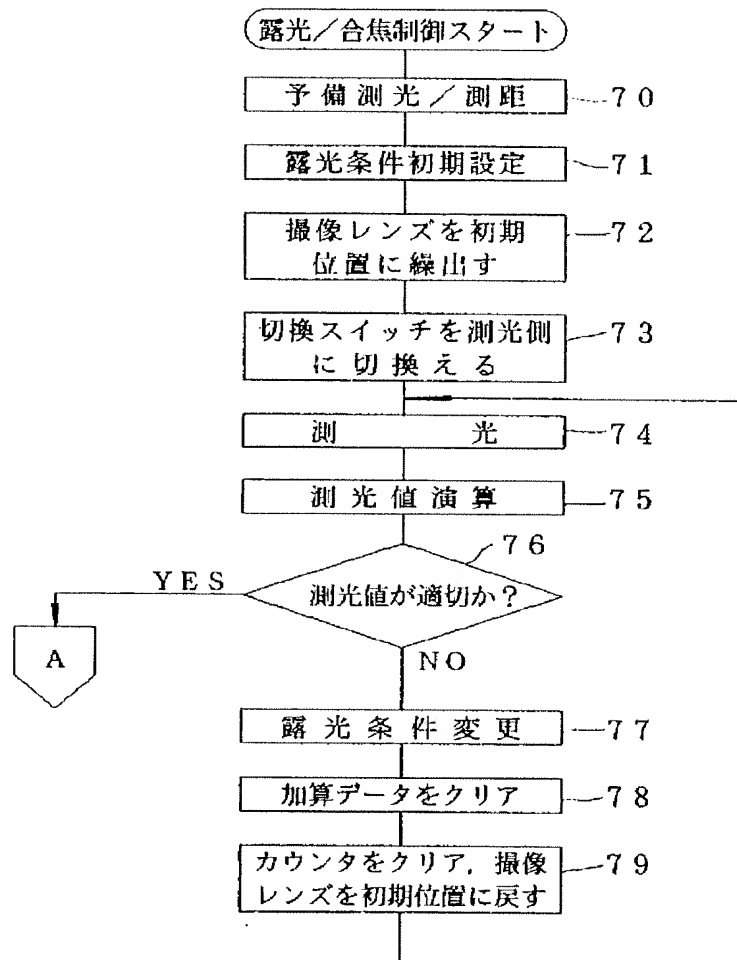 露光／合焦制御スタート
予備測光／測距
70
露光条件初期設定
71
撮像レンズを初期
位置に繰出す
72
切換スイッチを測光側
に切換える
73
測光
74
測光値演算
75
76
測光値が適切か？
YES
A
NO
露光条件変更
77
加算データをクリア
78
カウンタをクリア，撮像
レンズを初期位置に戻す
79